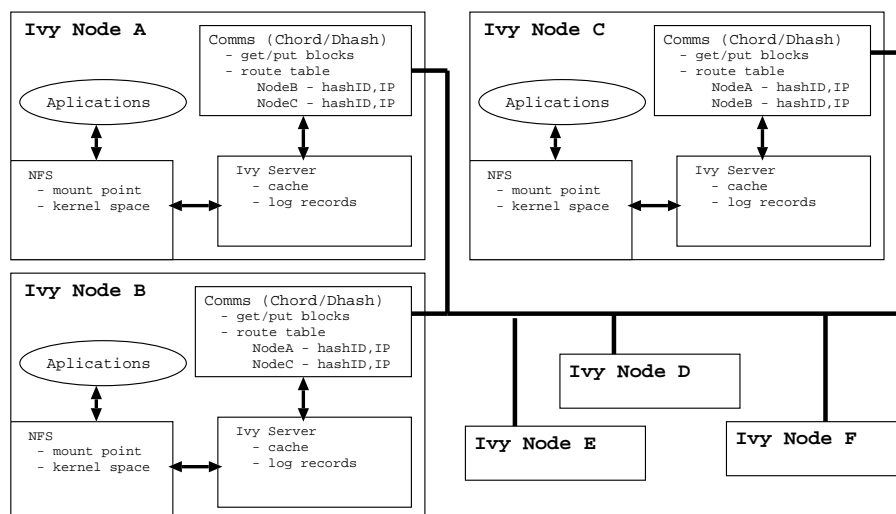 Ivy Node A
Comms (Chord/Dhash)
- get/put blocks
- route table
NodeB - hashID,IP
NodeC - hashID,IP
Aplications
NFS
- mount point
- kernel space
Ivy Server
- cache
- log records
Ivy Node C
Comms (Chord/Dhash)
- get/put blocks
- route table
NodeA - hashID,IP
NodeB - hashID,IP
Aplications
NFS
- mount point
- kernel space
Ivy Server
- cache
- log records
Ivy Node B
Comms (Chord/Dhash)
- get/put blocks
- route table
NodeA - hashID,IP
NodeC - hashID,IP
Aplications
NFS
- mount point
- kernel space
Ivy Server
- cache
- log records
Ivy Node D
Ivy Node E
Ivy Node F